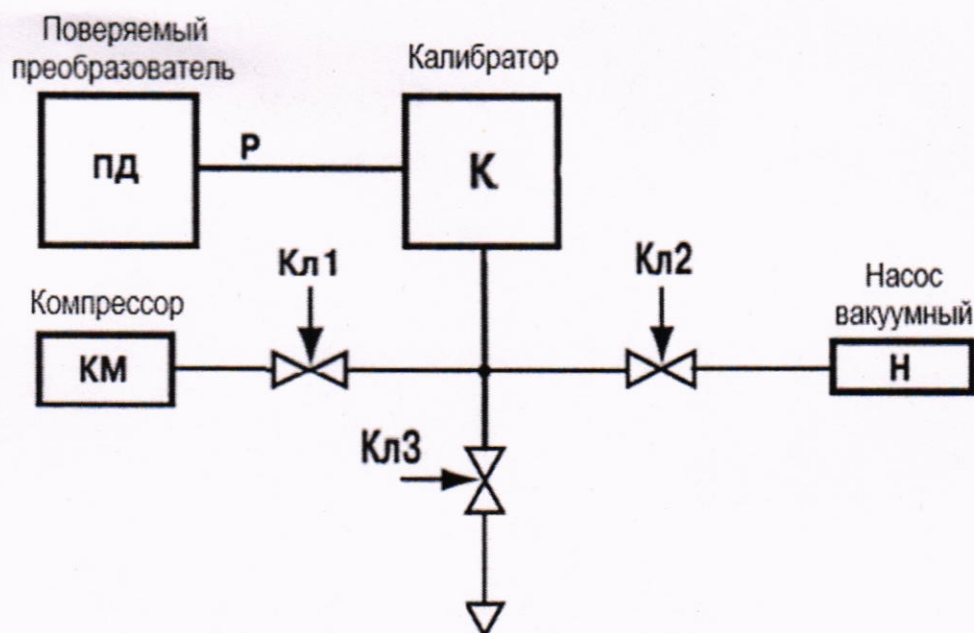 Поверяемый
преобразователь
Калибратор
ПД
P
К
Кл1
Кл2
Компрессор
Насос
вакуумный
КМ
Н
Кл3